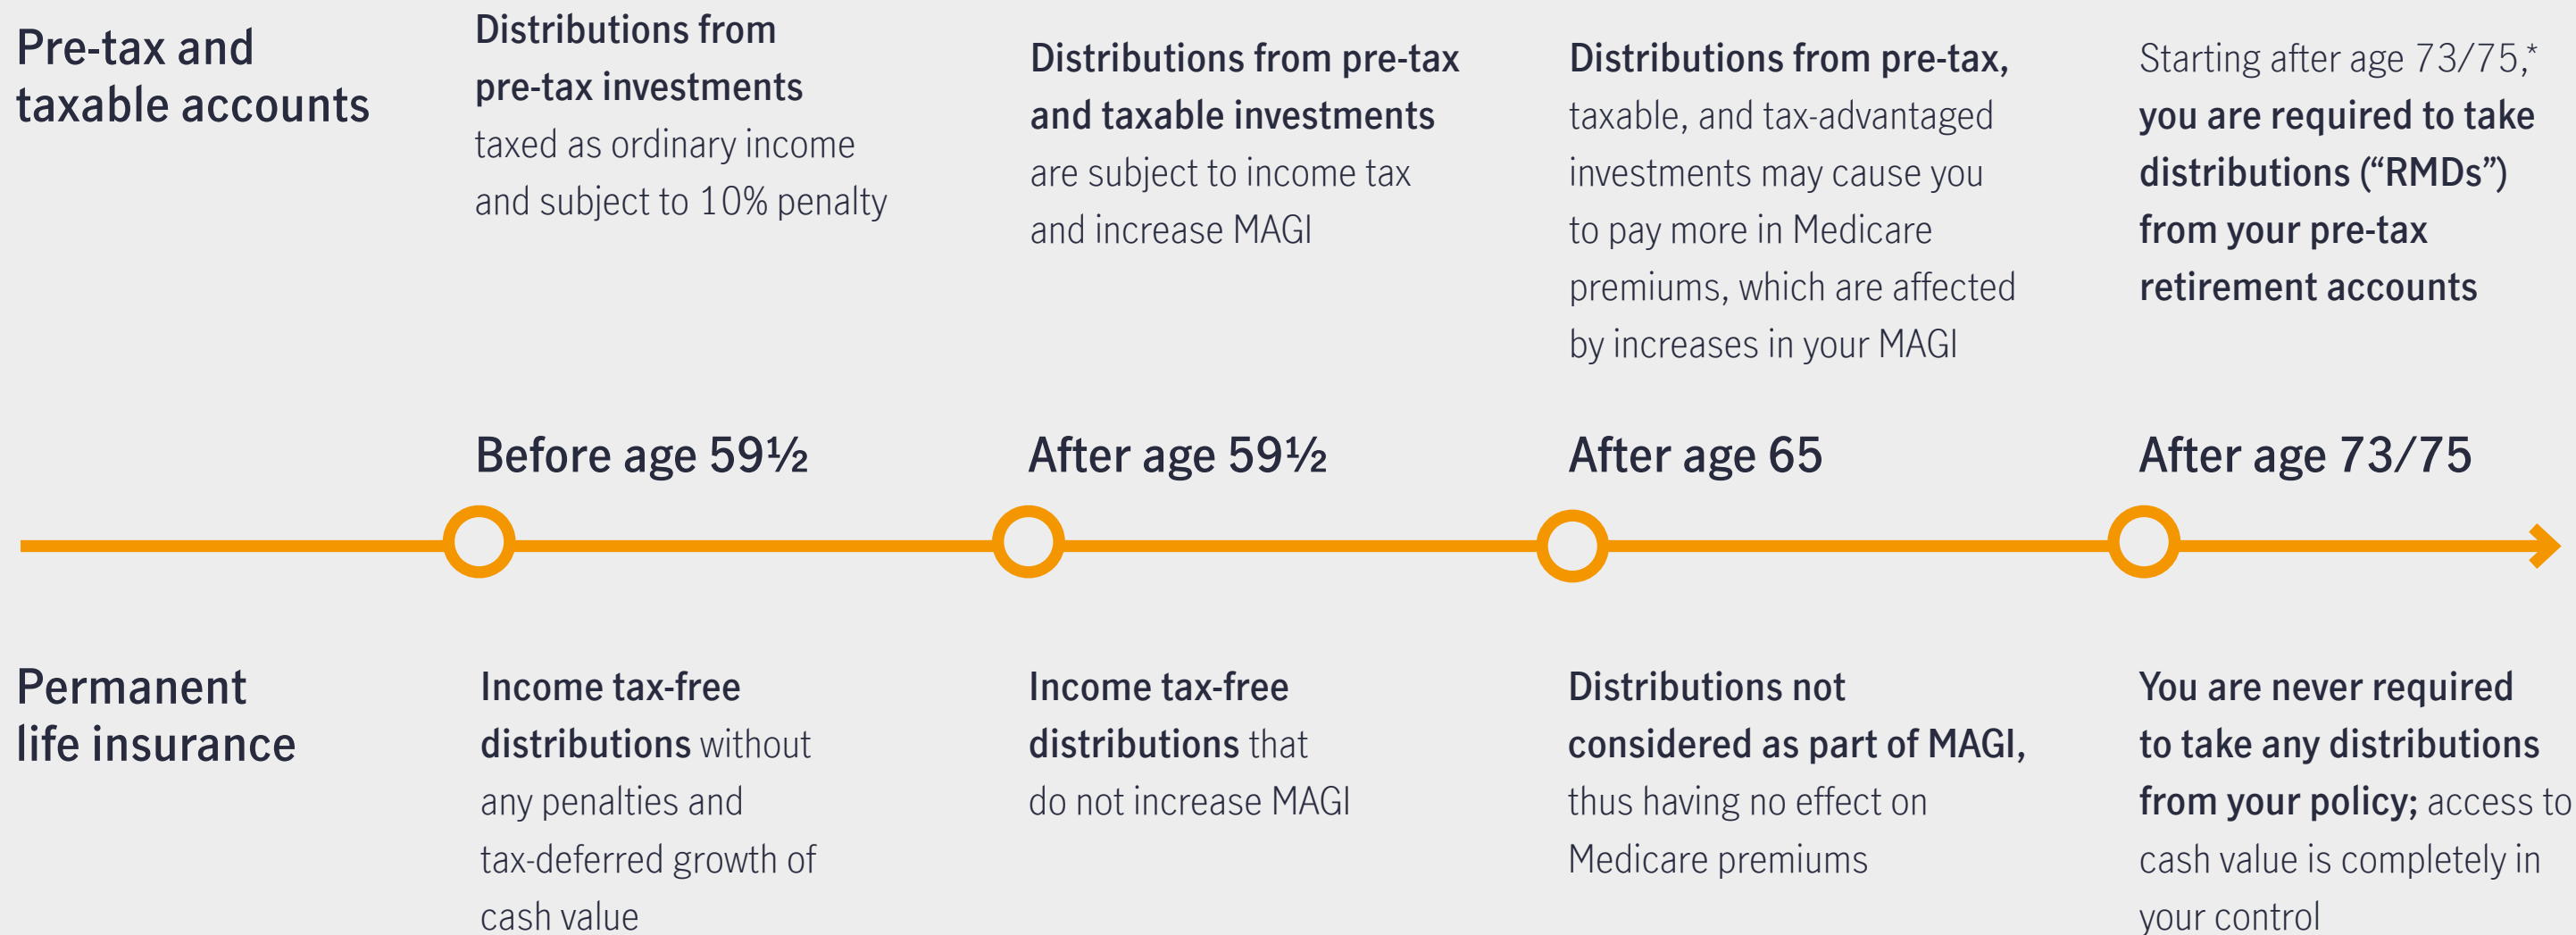 Pre-tax and
taxable accounts
Distributions from
pre-tax investments
taxed as ordinary income
and subject to 10% penalty
Distributions from pre-tax
and taxable investments
are subject to income tax
and increase MAGI
Distributions from pre-tax,
taxable, and tax-advantaged
investments may cause you
to pay more in Medicare
premiums, which are affected
by increases in your MAGI
Starting after age 73/75,*
you are required to take
distributions (“RMDs”)
from your pre-tax
retirement accounts
Before age 59½
After age 59½
After age 65
After age 73/75
Permanent
life insurance
Income tax-free
distributions without
any penalties and
tax-deferred growth of
cash value
Income tax-free
distributions that
do not increase MAGI
Distributions not
considered as part of MAGI,
thus having no effect on
Medicare premiums
You are never required
to take any distributions
from your policy; access to
cash value is completely in
your control